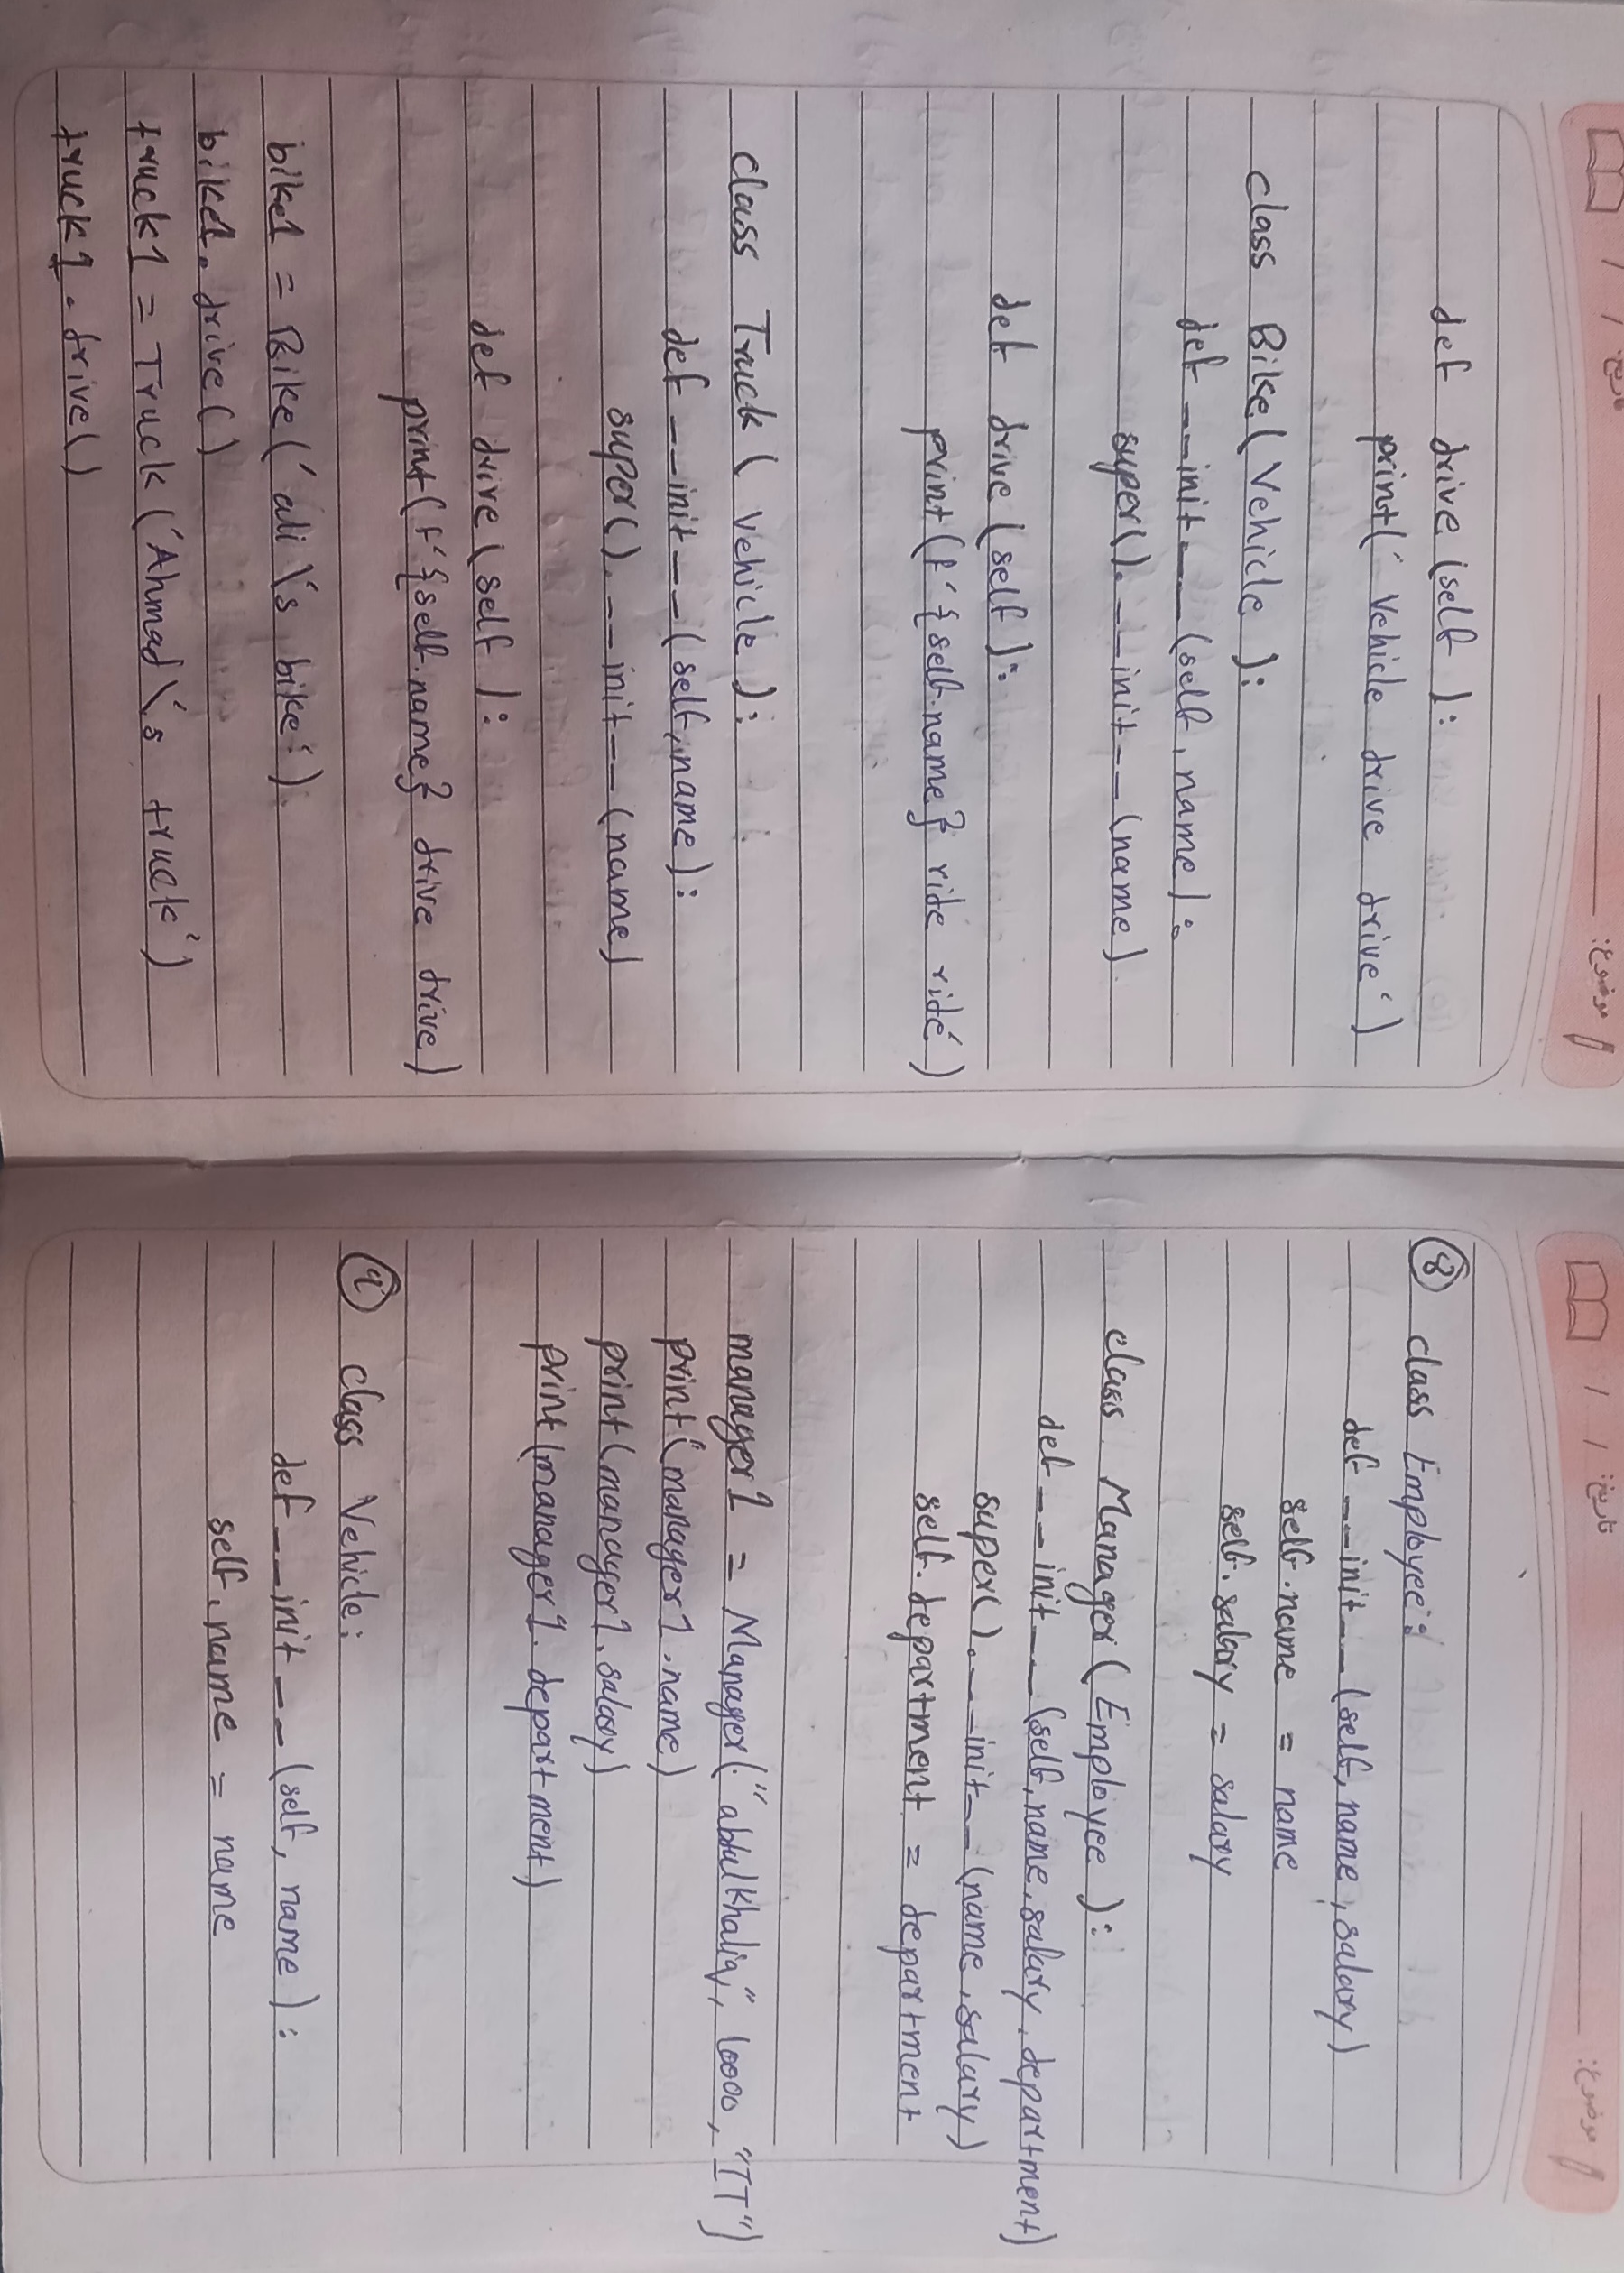 موضوع: تاریخ: / /
8 class Employee:
def __init__(self, name, salary)
self.name = name
self.salary = salary
class Manager(Employee):
def __init__(self, name, salary, department)
super().__init__(name, salary)
self.department = department
manager1 = Manager("abdulkhaliq", 10000, "IT")
print(manager1.name)
print(manager1.salary)
print(manager1.department)
9 class Vehicle:
def __init__(self, name):
self.name = name
موضوع: تاریخ: / /
def drive(self):
print('Vehicle drive drive')
class Bike(Vehicle):
def __init__(self, name):
super().__init__(name)
def drive(self):
print(f'{self.name} ride ride')
class Truck(Vehicle):
def __init__(self, name):
super().__init__(name)
def drive(self):
print(f'{self.name} drive drive)
bike1 = Bike('ali\'s bike')
bike1.drive()
truck1 = Truck('Ahmad\'s truck')
truck1.drive()